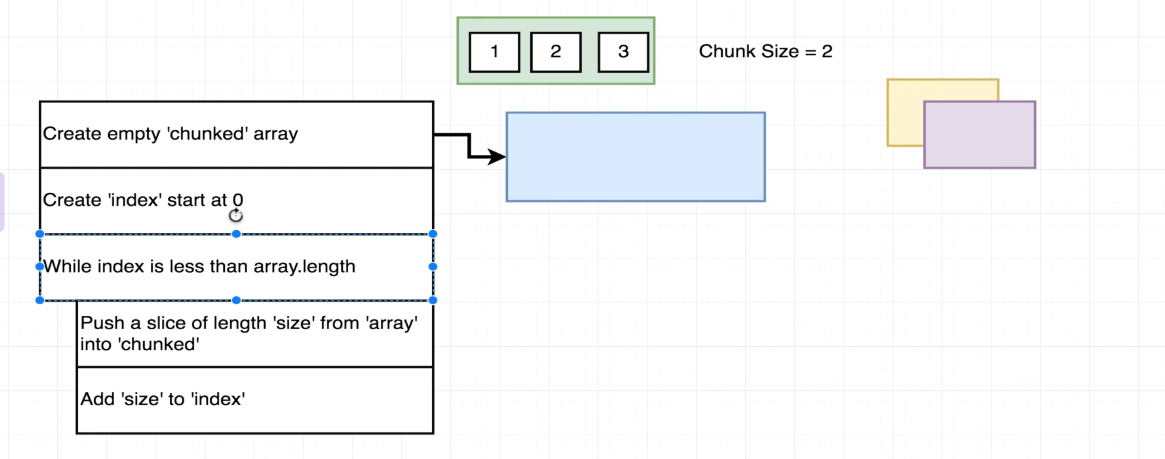 1 2 3
Chunk Size = 2
Create empty 'chunked' array
Create 'index' start at 0
While index is less than array.length
Push a slice of length 'size' from 'array'
into 'chunked'
Add 'size' to 'index'